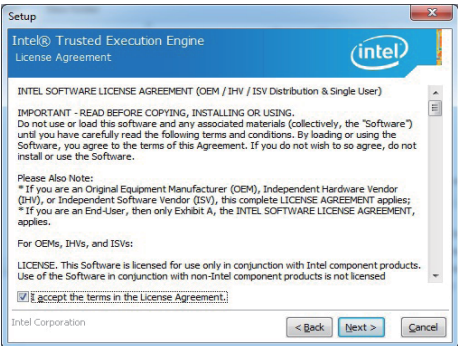 Setup
Intel® Trusted Execution Engine
License Agreement
intel
INTEL SOFTWARE LICENSE AGREEMENT (OEM / IHV / ISV Distribution & Single User)
IMPORTANT - READ BEFORE COPYING, INSTALLING OR USING.
Do not use or load this software and any associated materials (collectively, the "Software")
until you have carefully read the following terms and conditions. By loading or using the
Software, you agree to the terms of this Agreement. If you do not wish to so agree, do not
install or use the Software.
Please Also Note:
* If you are an Original Equipment Manufacturer (OEM), Independent Hardware Vendor
(IHV), or Independent Software Vendor (ISV), this complete LICENSE AGREEMENT applies;
* If you are an End-User, then only Exhibit A, the INTEL SOFTWARE LICENSE AGREEMENT,
applies.
For OEMs, IHVs, and ISVs:
LICENSE. This Software is licensed for use only in conjunction with Intel component products.
Use of the Software in conjunction with non-Intel component products is not licensed
I accept the terms in the License Agreement.
Intel Corporation
< Back
Next >
Cancel